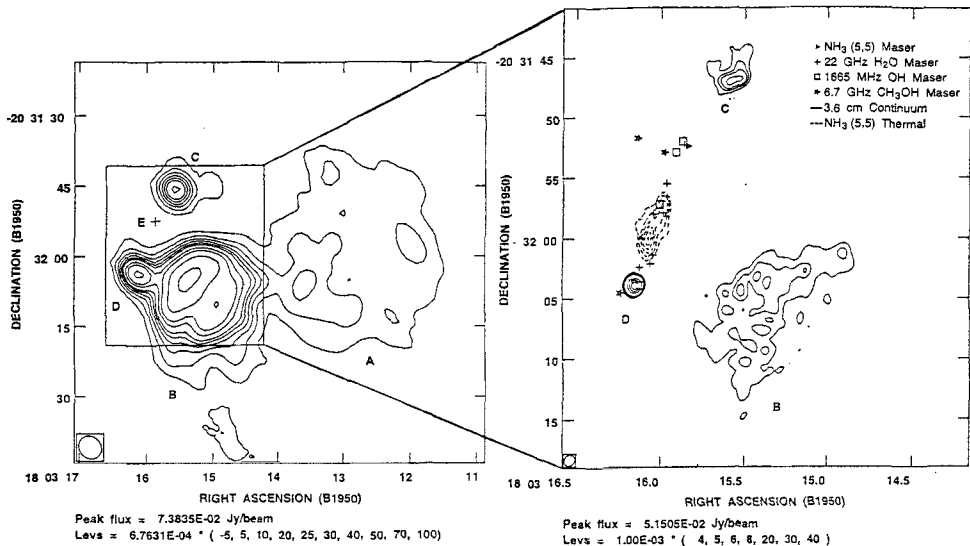 -20 31 30
45
32 00
15
30
DECLINATION (B1950)
C
E
D
B
A
18 03 17
16
15
14
13
12
11
RIGHT ASCENSION (B1950)
Peak flux = 7.3835E-02 Jy/beam
Levs = 6.7631E-04 * ( -5, 5, 10, 20, 25, 30, 40, 50, 70, 100)
-20 31 45
50
55
32 00
05
10
15
DECLINATION (B1950)
NH₃ (5,5) Maser
22 GHz H₂O Maser
1665 MHz OH Maser
6.7 GHz CH₃OH Maser
3.6 cm Continuum
NH₃ (5,5) Thermal
C
D
B
18 03 16.5
16.0
15.5
15.0
14.5
RIGHT ASCENSION (B1950)
Peak flux = 5.1505E-02 Jy/beam
Levs = 1.00E-03 * ( 4, 5, 6, 8, 20, 30, 40 )